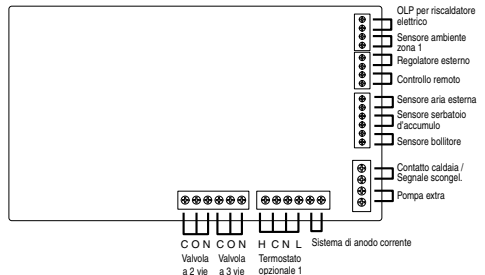 OLP per riscaldatore
elettrico
Sensore ambiente
zona 1
Regolatore esterno
Controllo remoto
Sensore aria esterna
Sensore serbatoio
d'accumulo
Sensore bollitore
Contatto caldaia /
Segnale scongel.
Pompa extra
C O N C O N H C N L
Valvola
a 2 vie
Valvola
a 3 vie
Termostato
opzionale 1
Sistema di anodo corrente